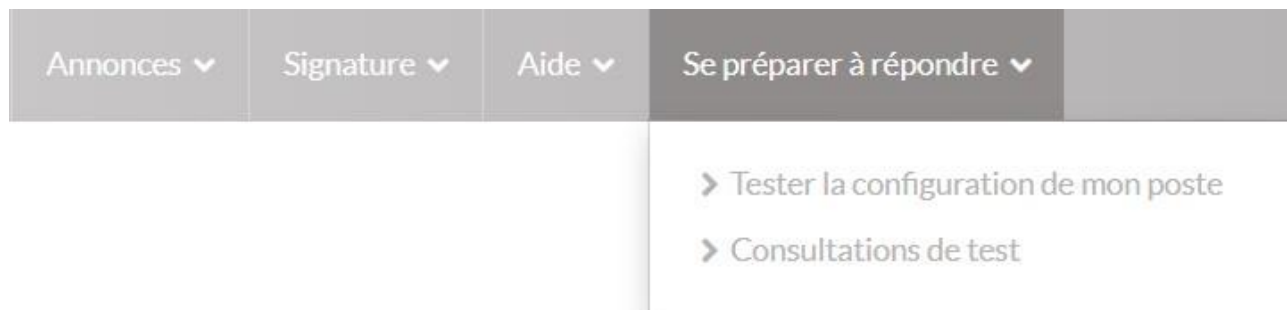 Annonces Signature Aide Se préparer à répondre
Tester la configuration de mon poste
Consultations de test